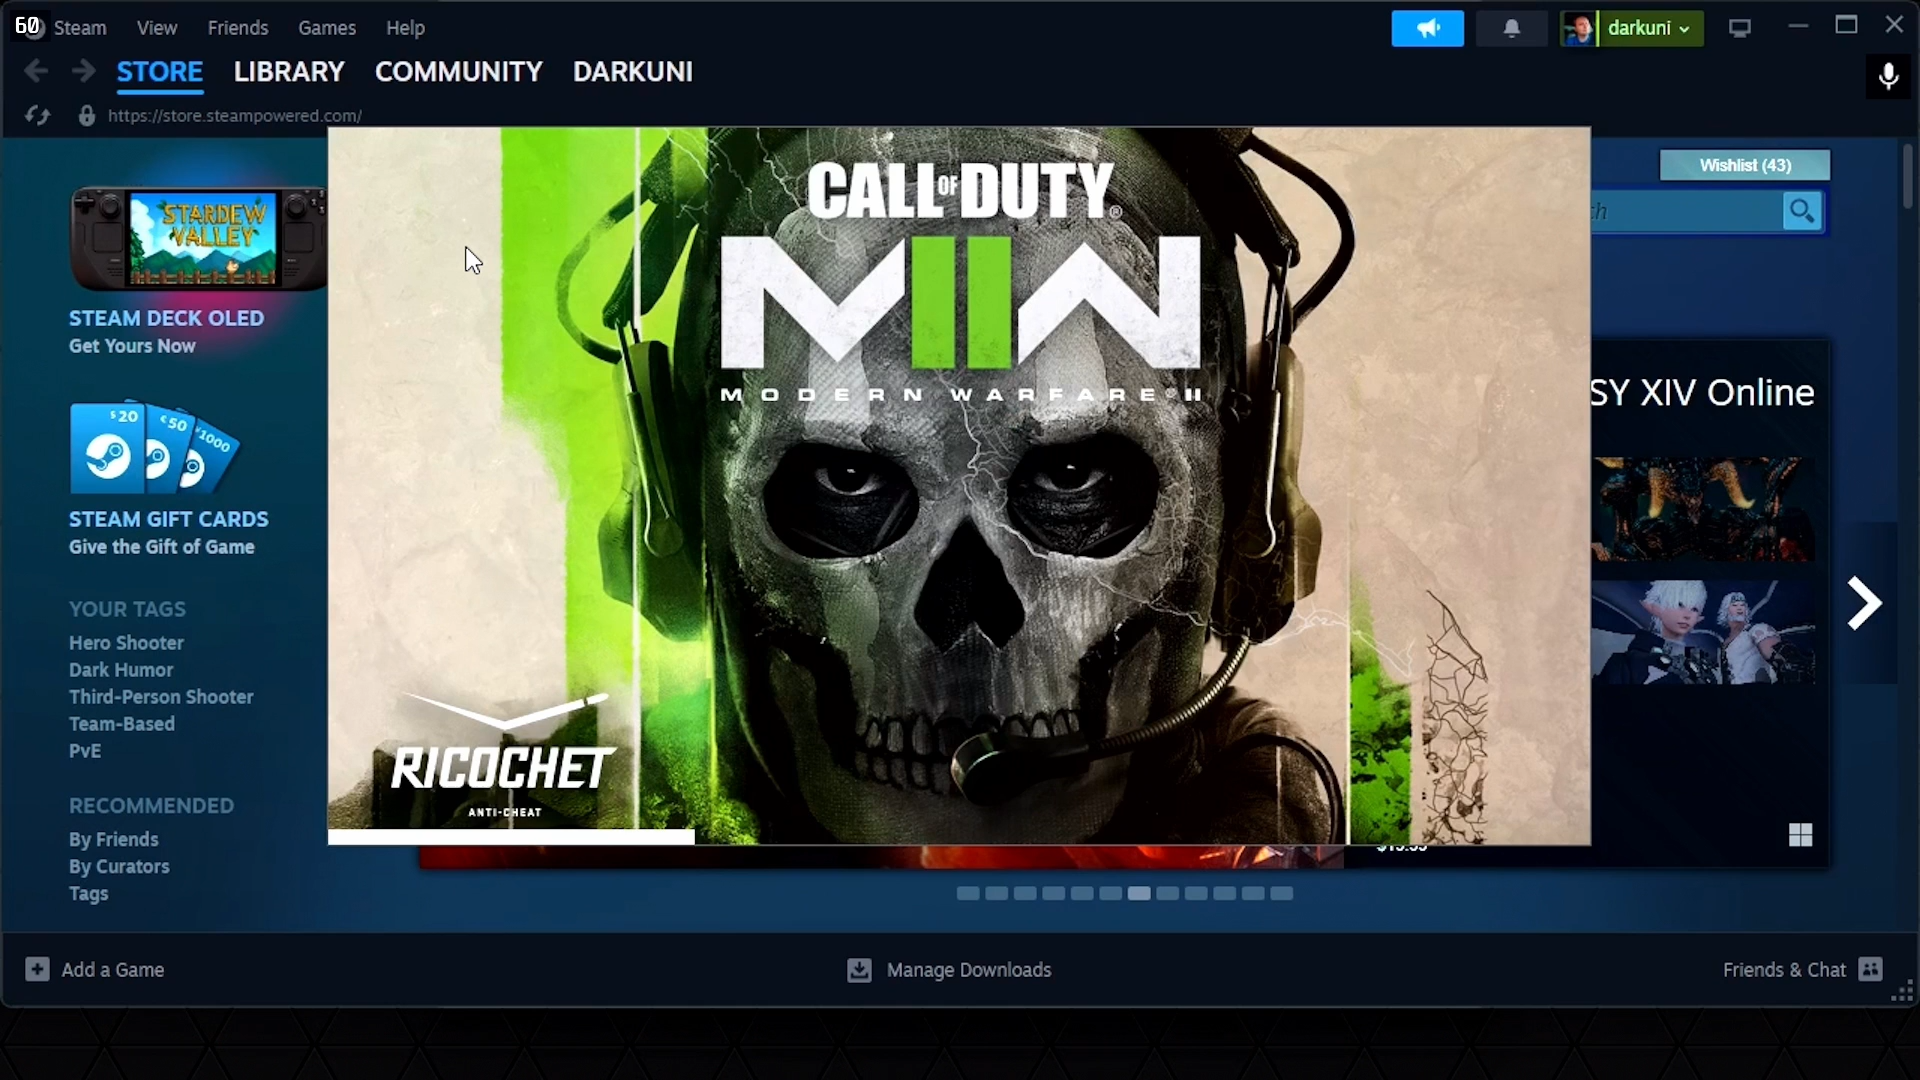 60
Steam View Friends Games Help
darkuni
STORE LIBRARY COMMUNITY DARKUNI
https://store.steampowered.com/
Wishlist (43)
CALL OF DUTY®
MIIW
MODERN WARFARE® II
STARDEW VALLEY
STEAM DECK OLED
Get Yours Now
SY XIV Online
$20 €50 ¥1000
STEAM GIFT CARDS
Give the Gift of Game
YOUR TAGS
Hero Shooter
Dark Humor
Third-Person Shooter
Team-Based
PvE
RICOCHET
ANTI-CHEAT
RECOMMENDED
By Friends
By Curators
Tags
Add a Game
Manage Downloads
Friends & Chat